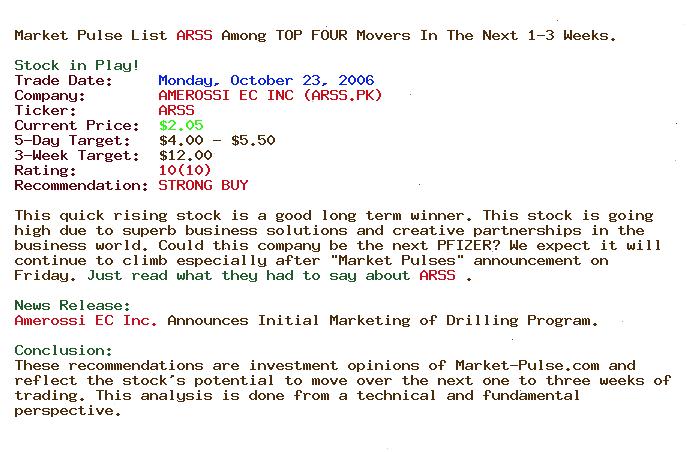 Market Pulse List ARSS Among TOP FOUR Movers In The Next 1-3 Weeks.
Stock in Play!
Trade Date: Monday, October 23, 2006
Company: AMEROSSI EC INC (ARSS.PK)
Ticker: ARSS
Current Price: $2.05
5-Day Target: $4.00 - $5.50
3-Week Target: $12.00
Rating: 10(10)
Recommendation: STRONG BUY
This quick rising stock is a good long term winner. This stock is going
high due to superb business solutions and creative partnerships in the
business world. Could this company be the next PFIZER? We expect it will
continue to climb especially after "Market Pulses" announcement on
Friday. Just read what they had to say about ARSS .
News Release:
Amerossi EC Inc. Announces Initial Marketing of Drilling Program.
Conclusion:
These recommendations are investment opinions of Market-Pulse.com and
reflect the stock's potential to move over the next one to three weeks of
trading. This analysis is done from a technical and fundamental
perspective.